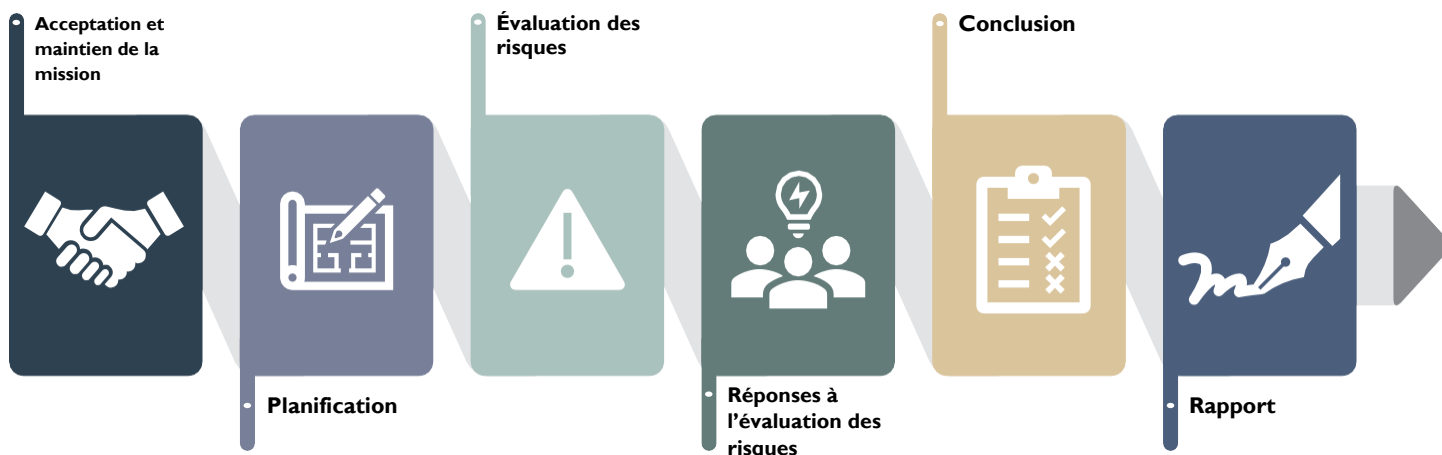 Acceptation et
maintien de la
mission
Planification
Évaluation des
risques
Réponses à
l’évaluation des
risques
Conclusion
Rapport